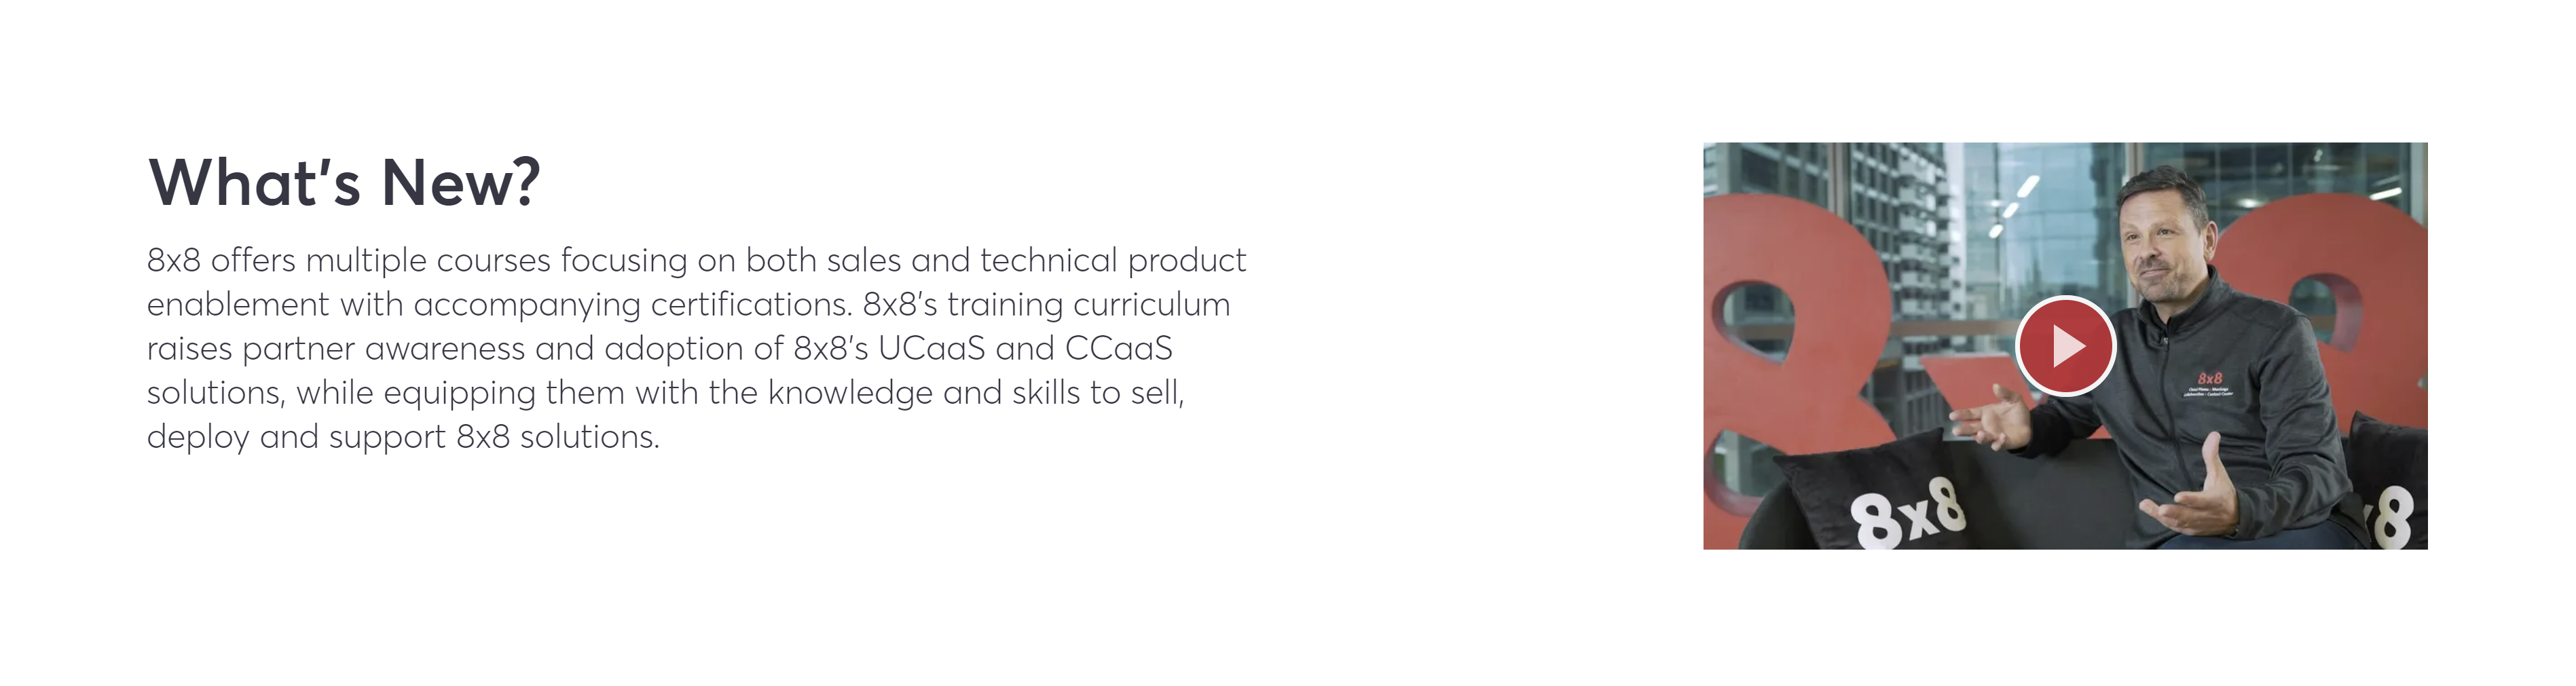 What's New?
8x8 offers multiple courses focusing on both sales and technical product
enablement with accompanying certifications. 8x8's training curriculum
raises partner awareness and adoption of 8x8's UCaaS and CCaaS
solutions, while equipping them with the knowledge and skills to sell,
deploy and support 8x8 solutions.
8x8
8x8
x8